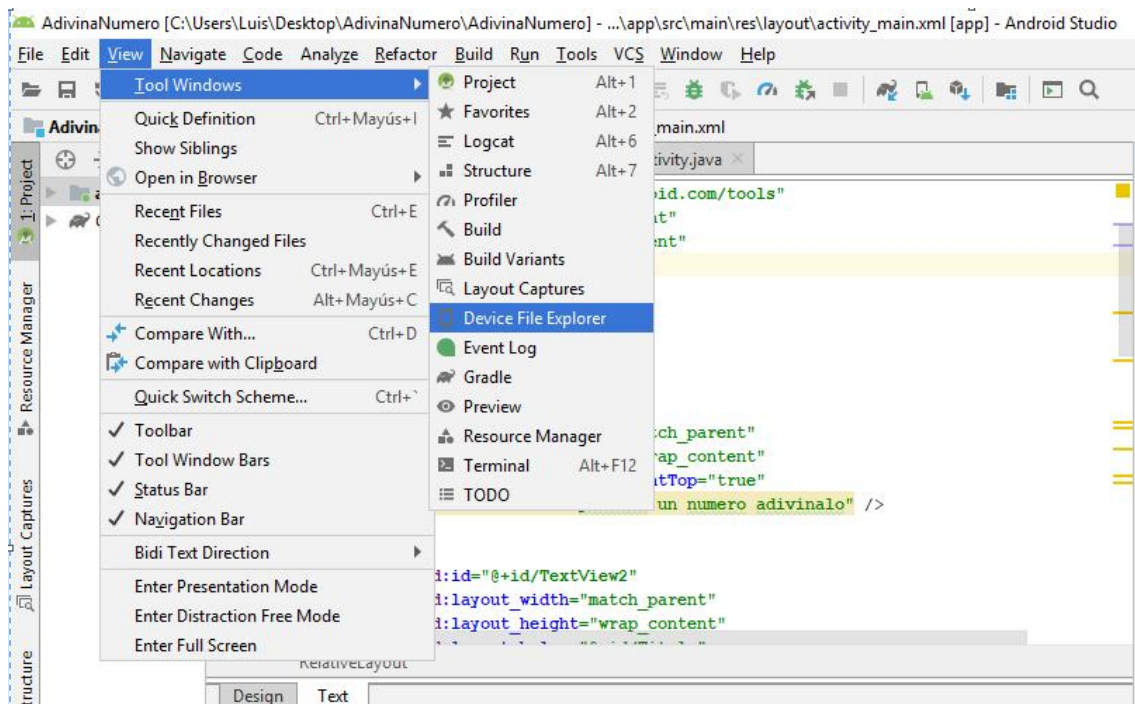 AdivinaNumero [C:\Users\Luis\Desktop\AdivinaNumero\AdivinaNumero] - ...\app\src\main\res\layout\activity_main.xml [app] - Android Studio
File Edit View Navigate Code Analyze Refactor Build Run Tools VCS Window Help
Tool Windows
Quick Definition Ctrl+Mayús+I
Show Siblings
Open in Browser
Recent Files Ctrl+E
Recently Changed Files
Recent Locations Ctrl+Mayús+E
Recent Changes Alt+Mayús+C
Compare With... Ctrl+D
Compare with Clipboard
Quick Switch Scheme... Ctrl+`
Toolbar
Tool Window Bars
Status Bar
Navigation Bar
Bidi Text Direction
Enter Presentation Mode
Enter Distraction Free Mode
Enter Full Screen
Project Alt+1
Favorites Alt+2
Logcat Alt+6
Structure Alt+7
Profiler
Build
Build Variants
Layout Captures
Device File Explorer
Event Log
Gradle
Preview
Resource Manager
Terminal Alt+F12
TODO
Adivin
_main.xml
tivity.java
1: Project
Resource Manager
Layout Captures
tructure
oid.com/tools"
nt"
ent"
tch_parent"
rap_content"
ntTop="true"
un numero adivinalo" />
d:id="@+id/TextView2"
d:layout_width="match_parent"
d:layout_height="wrap_content"
RelativeLayout
Design Text